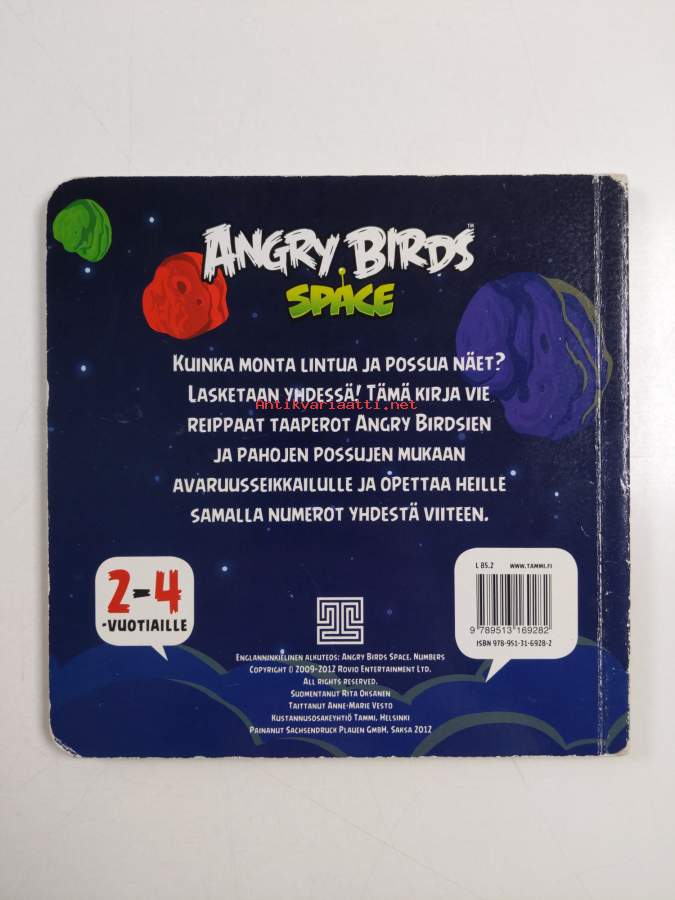 ANGRY BIRDS™
SPACE
KUINKA MONTA LINTUA JA POSSUA NÄET?
LASKETAAN YHDESSÄ! TÄMÄ KIRJA VIE
Antikvariaatti.net
REIPPAAT TAAPEROT ANGRY BIRDSIEN
JA PAHOJEN POSSUJEN MUKAAN
AVARUUSSEIKKAILULLE JA OPETTAA HEILLE
SAMALLA NUMEROT YHDESTÄ VIITEEN.
2-4
-VUOTIAILLE
L 85.2 WWW.TAMMI.FI
9 789513 169282
ISBN 978-951-31-6928-2
ENGLANNINKIELINEN ALKUTEOS: ANGRY BIRDS SPACE. NUMBERS
COPYRIGHT © 2009-2012 ROVIO ENTERTAINMENT LTD.
ALL RIGHTS RESERVED.
SUOMENTANUT RITA OKSANEN
TAITTANUT ANNE-MARIE VESTO
KUSTANNUSOSAKEYHTIÖ TAMMI, HELSINKI
PAINANUT SACHSENDRUCK PLAUEN GMBH, SAKSA 2012